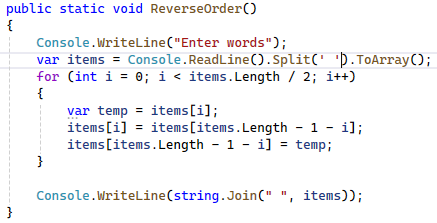 public static void ReverseOrder()
{
    Console.WriteLine("Enter words");
    var items = Console.ReadLine().Split(' ').ToArray();
    for (int i = 0; i < items.Length / 2; i++)
    {
        var temp = items[i];
        items[i] = items[items.Length - 1 - i];
        items[items.Length - 1 - i] = temp;
    }

    Console.WriteLine(string.Join(" ", items));
}